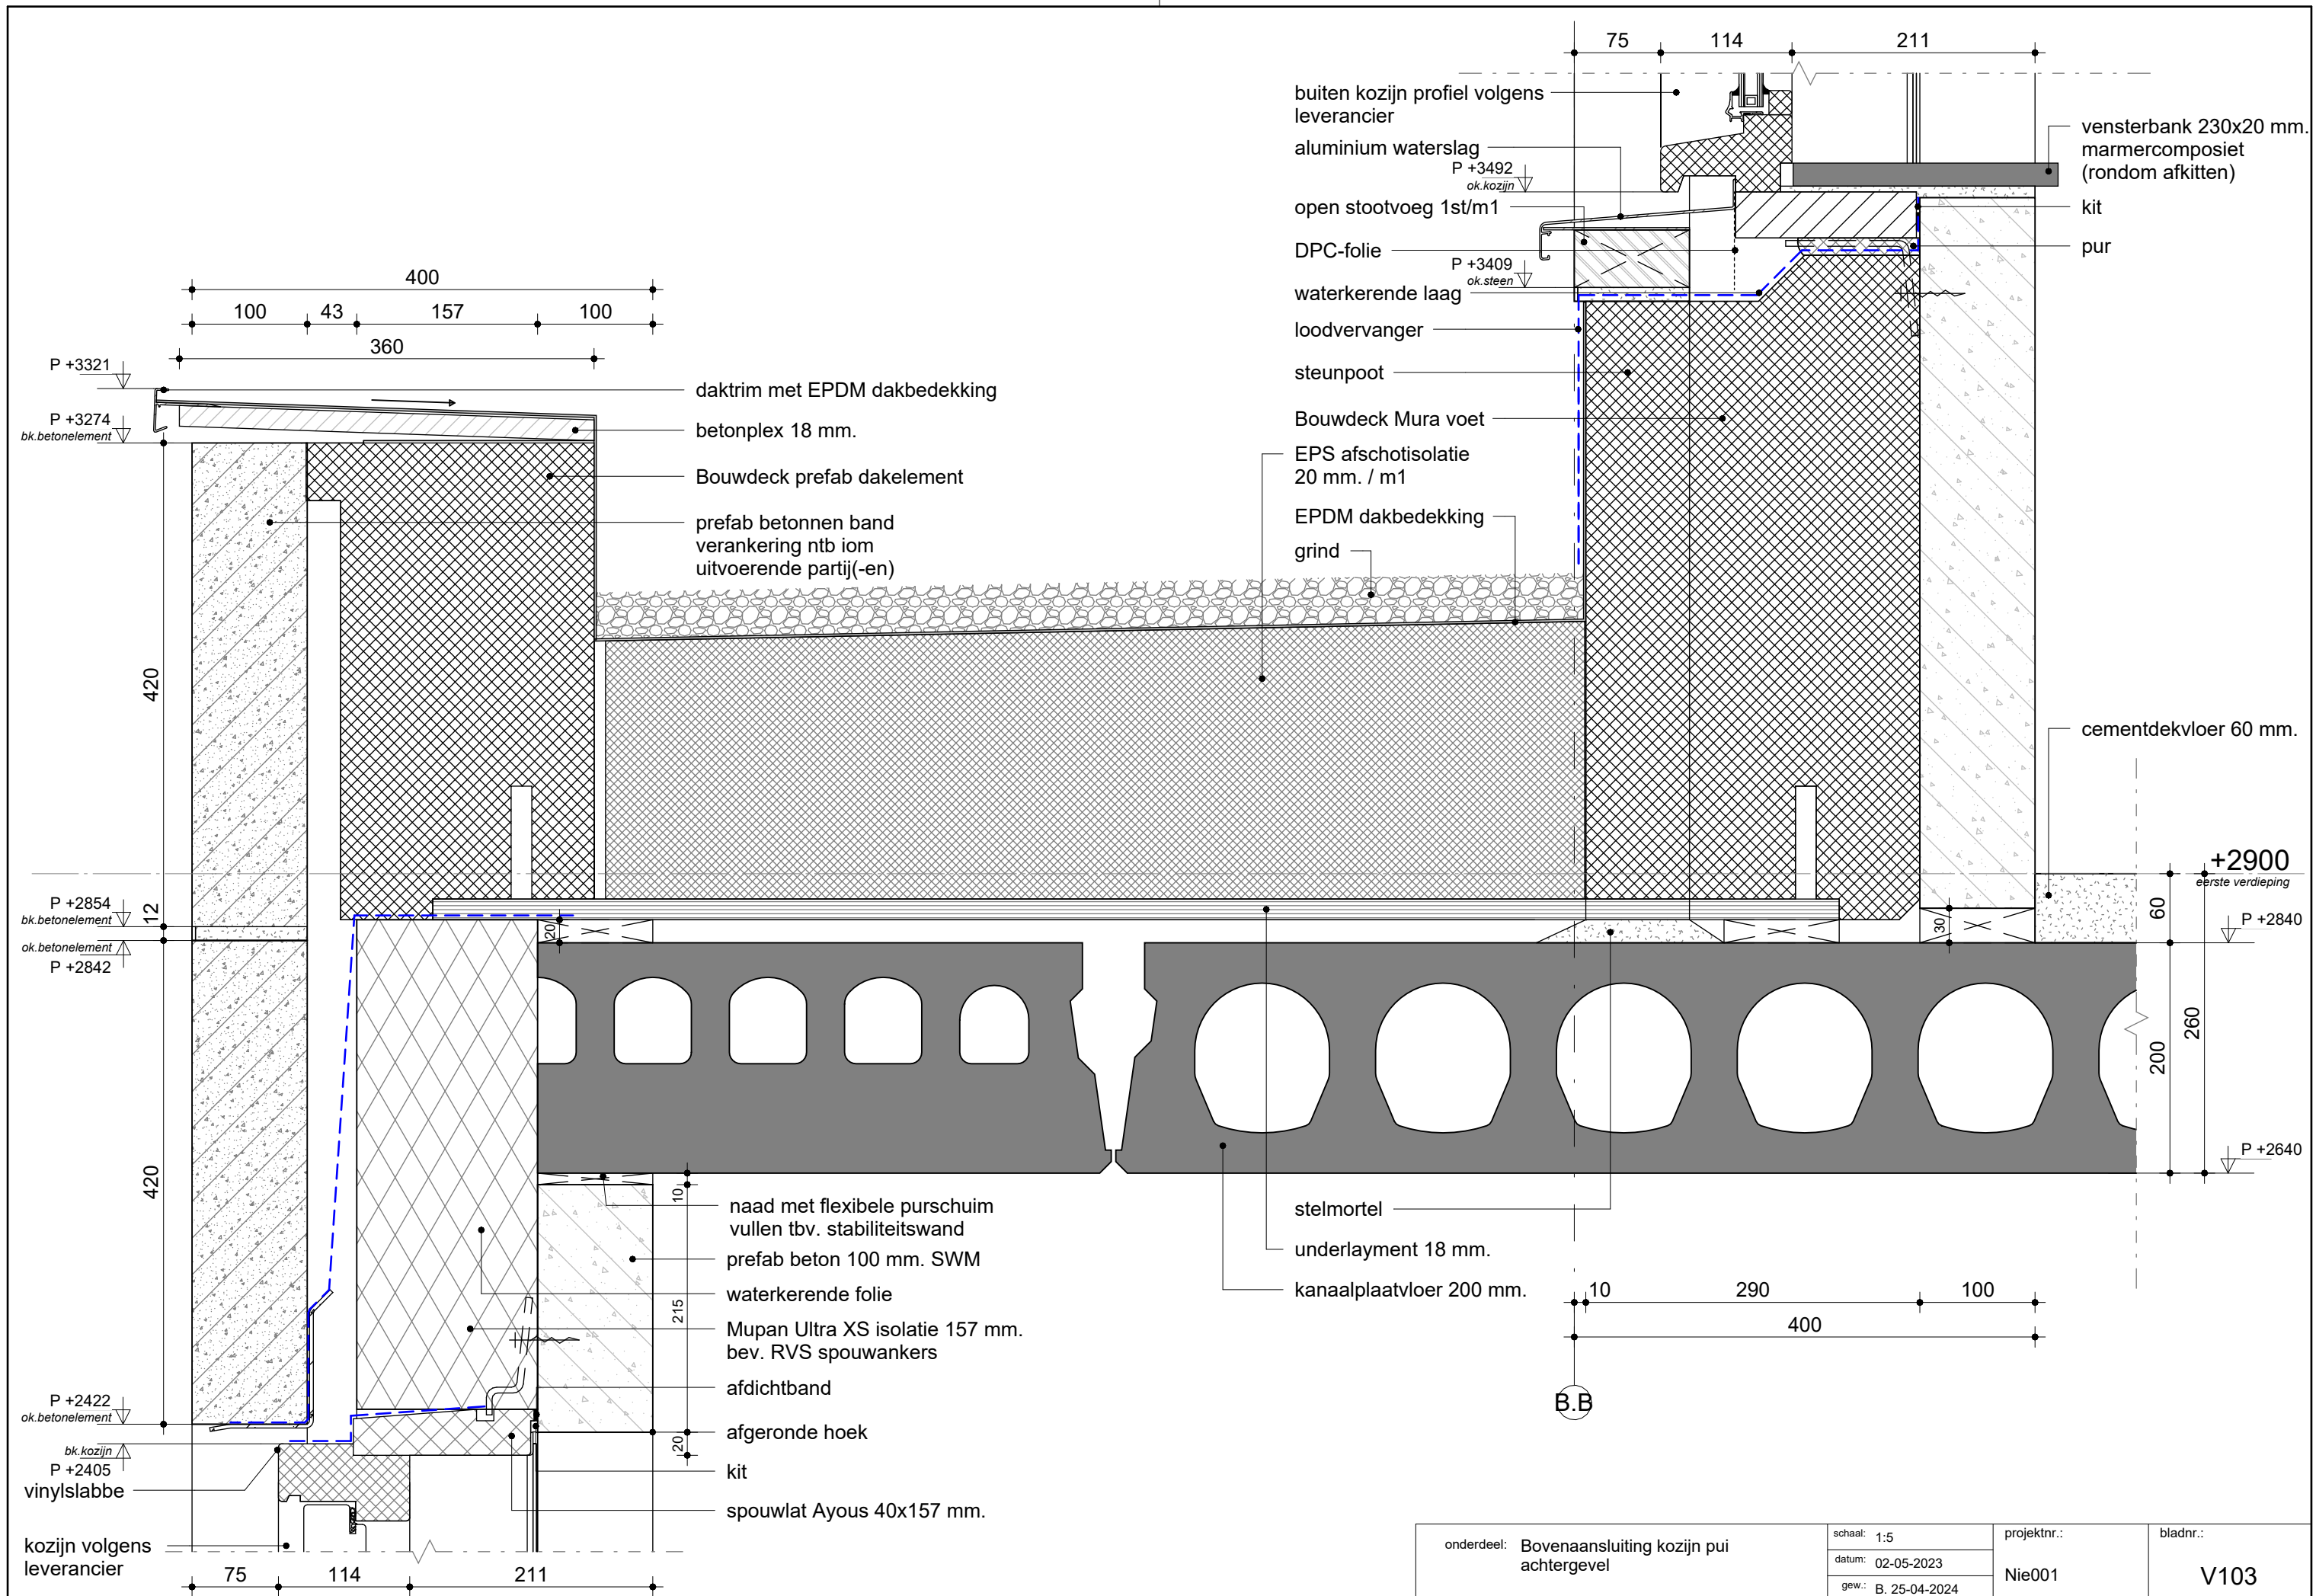 75
114
211
buiten kozijn profiel volgens
leverancier
aluminium waterslag
P +3492
ok.kozijn
open stootvoeg 1st/m1
DPC-folie
P +3409
ok.steen
waterkerende laag
loodvervanger
steunpoot
Bouwdeck Mura voet
EPS afschotisolatie
20 mm. / m1
EPDM dakbedekking
grind
vensterbank 230x20 mm.
marmercomposiet
(rondom afkitten)
kit
pur
400
100
43
157
100
360
P +3321
P +3274
bk.betonelement
daktrim met EPDM dakbedekking
betonplex 18 mm.
Bouwdeck prefab dakelement
prefab betonnen band
verankering ntb iom
uitvoerende partij(-en)
420
cementdekvloer 60 mm.
+2900
eerste verdieping
P +2854
bk.betonelement
12
ok.betonelement
P +2842
20
30
60
P +2840
200
260
P +2640
420
10
215
20
naad met flexibele purschuim
vullen tbv. stabiliteitswand
prefab beton 100 mm. SWM
waterkerende folie
Mupan Ultra XS isolatie 157 mm.
bev. RVS spouwankers
afdichtband
afgeronde hoek
kit
spouwlat Ayous 40x157 mm.
stelmortel
underlayment 18 mm.
kanaalplaatvloer 200 mm.
10
290
100
400
B.B
P +2422
ok.betonelement
bk.kozijn
P +2405
vinylslabbe
kozijn volgens
leverancier
75
114
211
onderdeel: Bovenaansluiting kozijn pui
achtergevel
schaal: 1:5
datum: 02-05-2023
gew.: B. 25-04-2024
projektnr.:
Nie001
bladnr.:
V103